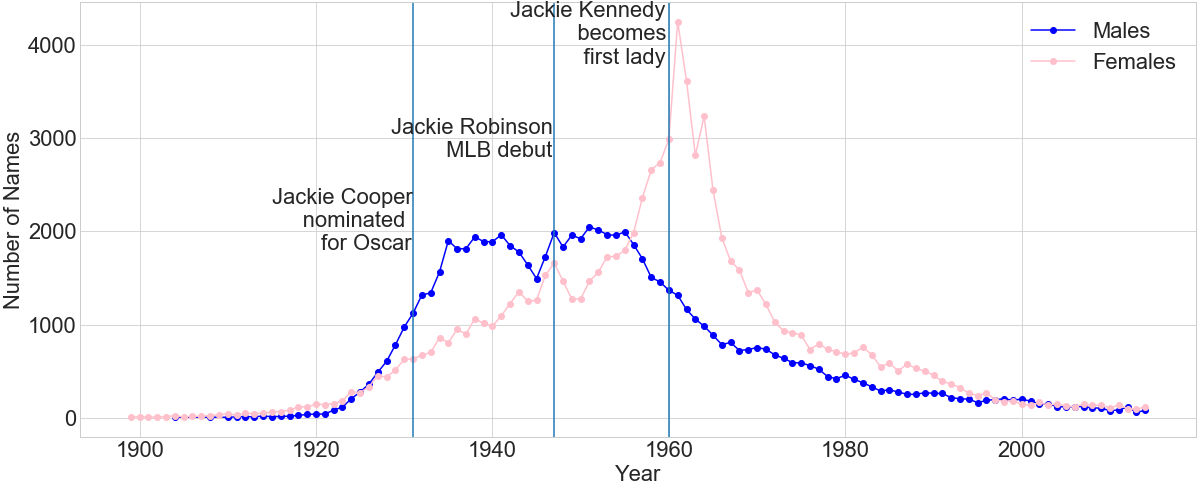 Jackie Kennedy
becomes
first lady
Males
Females
Jackie Robinson
MLB debut
Jackie Cooper
nominated
for Oscar
Number of Names
4000
3000
2000
1000
0
1900
1920
1940
1960
1980
2000
Year